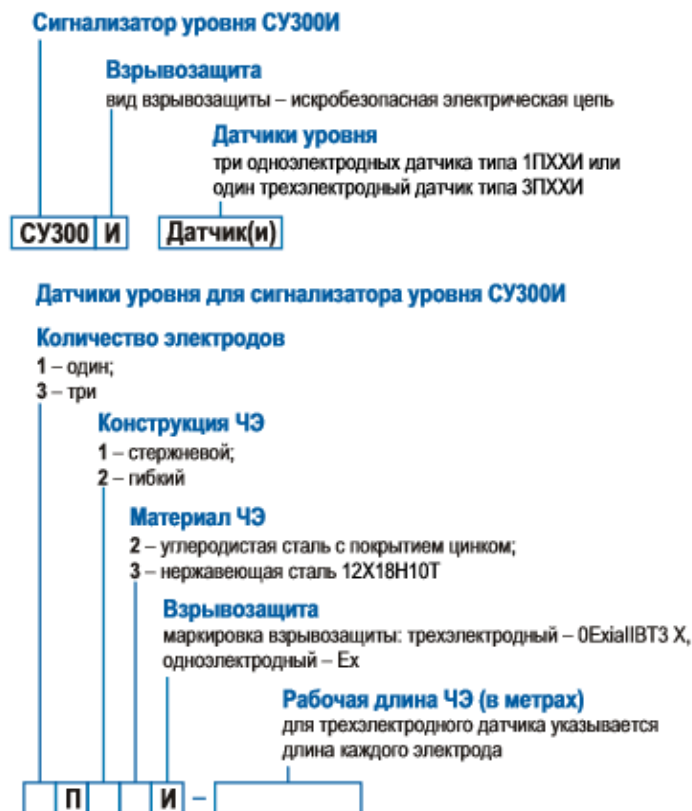 Сигнализатор уровня СУ300И
Взрывозащита
вид взрывозащиты – искробезопасная электрическая цепь
Датчики уровня
три одноэлектродных датчика типа 1ПХХИ или
один трехэлектродный датчик типа 3ПХХИ
СУ300 И Датчик(и)
Датчики уровня для сигнализатора уровня СУ300И
Количество электродов
1 – один;
3 – три
Конструкция ЧЭ
1 – стержневой;
2 – гибкий
Материал ЧЭ
2 – углеродистая сталь с покрытием цинком;
3 – нержавеющая сталь 12Х18Н10Т
Взрывозащита
маркировка взрывозащиты: трехэлектродный – 0ExiaIIBT3 X,
одноэлектродный – Ex
Рабочая длина ЧЭ (в метрах)
для трехэлектродного датчика указывается
длина каждого электрода
П И –